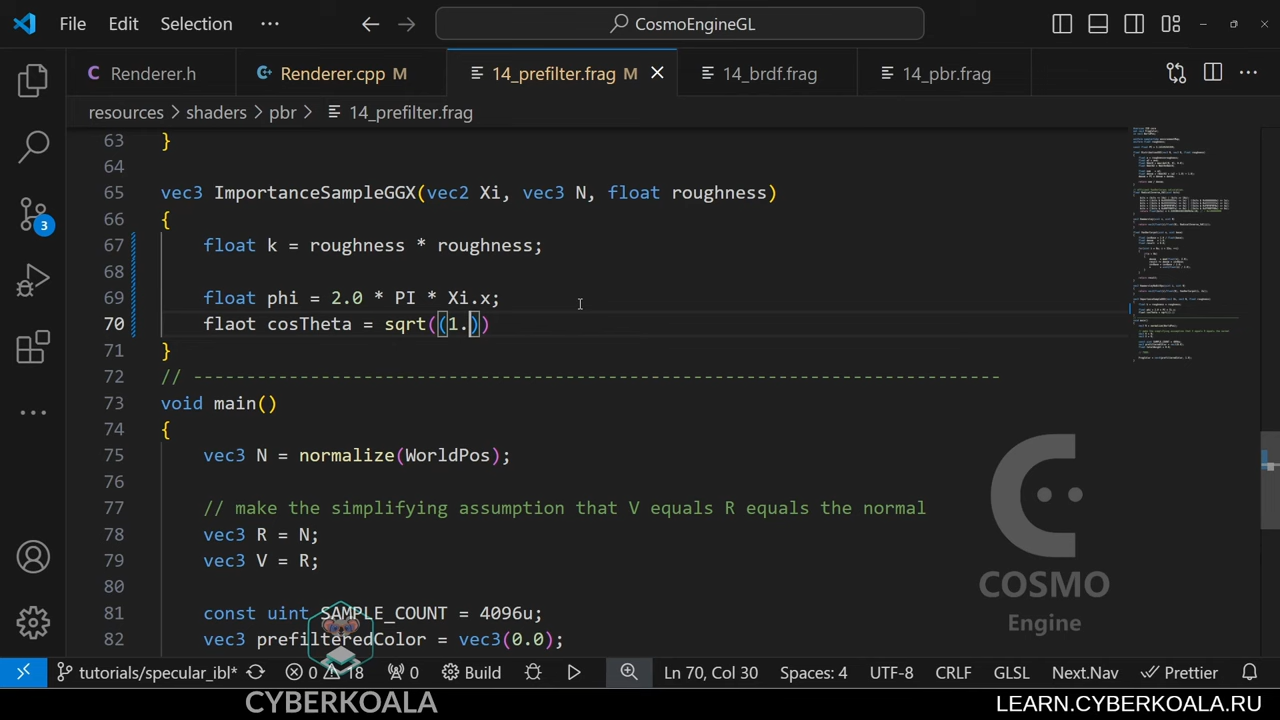 File Edit Selection ··· CosmoEngineGL
Renderer.h Renderer.cpp M 14_prefilter.frag M 14_brdf.frag 14_pbr.frag
resources > shaders > pbr > 14_prefilter.frag
63 }
64
65 vec3 ImportanceSampleGGX(vec2 Xi, vec3 N, float roughness)
66 {
67 float k = roughness * roughness;
68
69 float phi = 2.0 * PI * Xi.x;
70 flaot cosTheta = sqrt((1.))
71 }
72 // ----------------------------------------------------------------------------
73 void main()
74 {
75 vec3 N = normalize(WorldPos);
76
77 // make the simplifying assumption that V equals R equals the normal
78 vec3 R = N;
79 vec3 V = R;
80
81 const uint SAMPLE_COUNT = 4096u;
82 vec3 prefilteredColor = vec3(0.0);
3
COSMO
Engine
tutorials/specular_ibl* 0 18 0 Build Ln 70, Col 30 Spaces: 4 UTF-8 CRLF GLSL Next.Nav Prettier
CYBERKOALA
LEARN.CYBERKOALA.RU